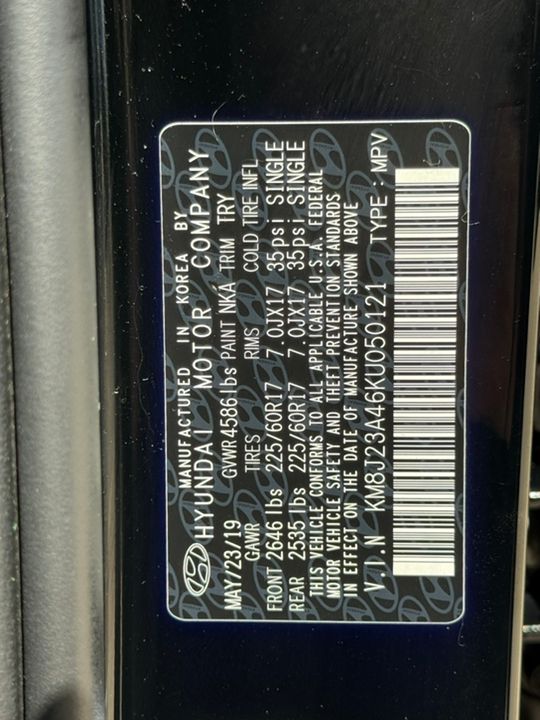 MANUFACTURED IN KOREA BY
HYUNDAI MOTOR COMPANY
MAY/23/19 GVWR 4586 lbs PAINT NKA TRIM TRY
GAWR TIRES RMS COLD TIRE INFL
FRONT 2646 lbs 225/60R17 7.0JX17 35psi SINGLE
REAR 2535 lbs 225/60R17 7.0JX17 35psi SINGLE
THIS VEHICLE CONFORMS TO ALL APPLICABLE U.S.A. FEDERAL
MOTOR VEHICLE SAFETY AND THEFT PREVENTION STANDARDS
IN EFFECT ON THE DATE OF MANUFACTURE SHOWN ABOVE
V.I.N KM8J23A46KU050121 TYPE : MPV